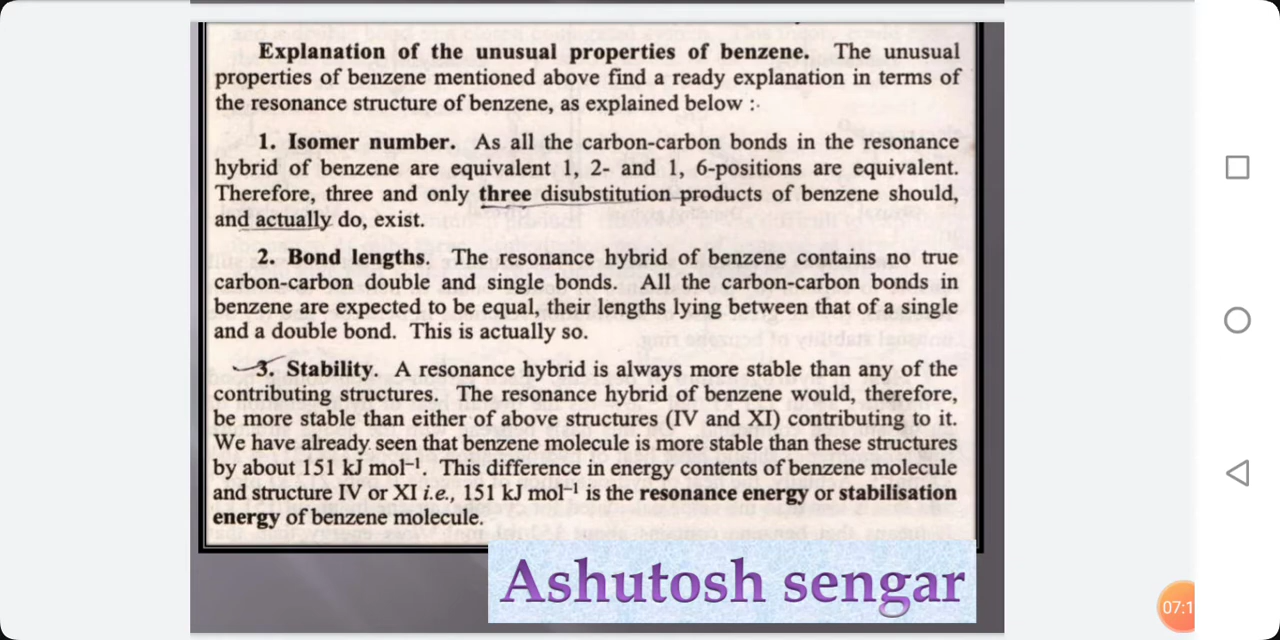 Explanation of the unusual properties of benzene. The unusual
properties of benzene mentioned above find a ready explanation in terms of
the resonance structure of benzene, as explained below :-
1. Isomer number. As all the carbon-carbon bonds in the resonance
hybrid of benzene are equivalent 1, 2- and 1, 6-positions are equivalent.
Therefore, three and only three disubstitution products of benzene should,
and actually do, exist.
2. Bond lengths. The resonance hybrid of benzene contains no true
carbon-carbon double and single bonds. All the carbon-carbon bonds in
benzene are expected to be equal, their lengths lying between that of a single
and a double bond. This is actually so.
3. Stability. A resonance hybrid is always more stable than any of the
contributing structures. The resonance hybrid of benzene would, therefore,
be more stable than either of above structures (IV and XI) contributing to it.
We have already seen that benzene molecule is more stable than these structures
by about 151 kJ mol⁻¹. This difference in energy contents of benzene molecule
and structure IV or XI i.e., 151 kJ mol⁻¹ is the resonance energy or stabilisation
energy of benzene molecule.
Ashutosh sengar
07:1